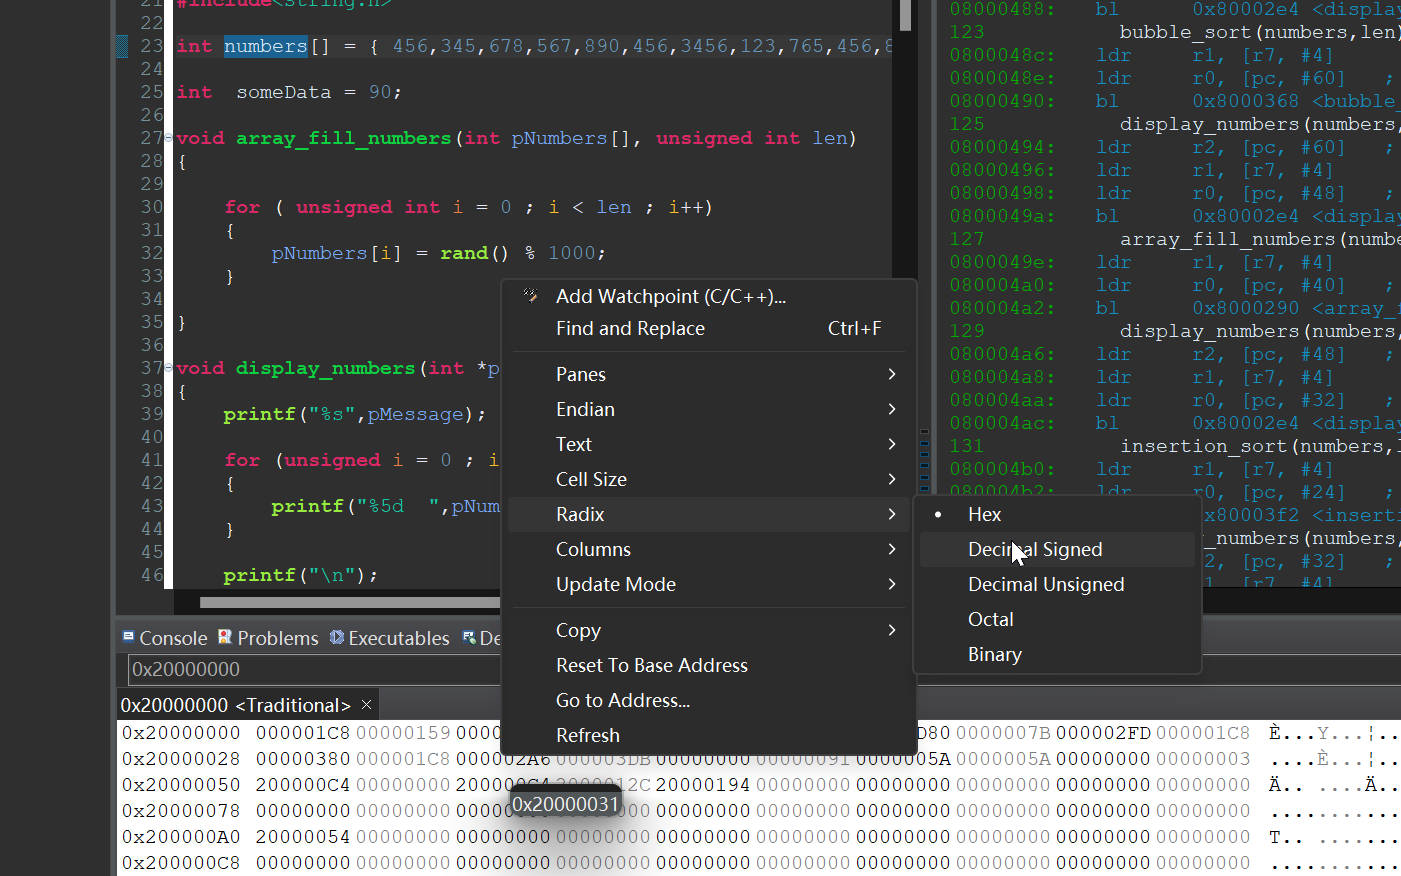 21 #include<string.h>
22
23 int numbers[] = { 456,345,678,567,890,456,3456,123,765,456,8
24
25 int  someData = 90;
26
27 void array_fill_numbers(int pNumbers[], unsigned int len)
28 {
29
30     for ( unsigned int i = 0 ; i < len ; i++)
31     {
32         pNumbers[i] = rand() % 1000;
33     }
34
35 }
36
37 void display_numbers(int *p
38 {
39     printf("%s",pMessage);
40
41     for (unsigned i = 0 ; i
42     {
43         printf("%5d  ",pNum
44     }
45
46     printf("\n");
08000488:   bl      0x80002e4 <display
123           bubble_sort(numbers,len)
0800048c:   ldr     r1, [r7, #4]
0800048e:   ldr     r0, [pc, #60]   ;
08000490:   bl      0x8000368 <bubble_
125           display_numbers(numbers,
08000494:   ldr     r2, [pc, #60]   ;
08000496:   ldr     r1, [r7, #4]
08000498:   ldr     r0, [pc, #48]   ;
0800049a:   bl      0x80002e4 <display
127           array_fill_numbers(numbe
0800049e:   ldr     r1, [r7, #4]
080004a0:   ldr     r0, [pc, #40]   ;
080004a2:   bl      0x8000290 <array_f
129           display_numbers(numbers,
080004a6:   ldr     r2, [pc, #48]   ;
080004a8:   ldr     r1, [r7, #4]
080004aa:   ldr     r0, [pc, #32]   ;
080004ac:   bl      0x80002e4 <display
131           insertion_sort(numbers,l
080004b0:   ldr     r1, [r7, #4]
080004b2:   ldr     r0, [pc, #24]   ;
x80003f2 <inserti
_numbers(numbers,
2, [pc, #32]   ;
1, [r7, #4]
Add Watchpoint (C/C++)...
Find and Replace Ctrl+F
Panes
Endian
Text
Cell Size
Radix
Columns
Update Mode
Copy
Reset To Base Address
Go to Address...
Refresh
Hex
Decimal Signed
Decimal Unsigned
Octal
Binary
Console Problems Executables De
0x20000000
0x20000000 <Traditional> ×
0x20000000 000001C8 00000159 0000 D80 0000007B 000002FD 000001C8 È...Y...¦..
0x20000028 00000380 000001C8 000002A6 000003DB 00000000 00000091 0000005A 0000005A 00000000 00000003 ....È...¦..
0x20000050 200000C4 00000000 200000C4 2000012C 20000194 00000000 00000000 00000000 00000000 00000000 Ä.. ....Ä..
0x20000031
0x20000078 00000000 00000000 00000000 00000000 00000000 00000000 00000000 00000000 00000000 00000000 ...........
0x200000A0 20000054 00000000 00000000 00000000 00000000 00000000 00000000 00000000 00000000 00000000 T.. .......
0x200000C8 00000000 00000000 00000000 00000000 00000000 00000000 00000000 00000000 00000000 00000000 ...........